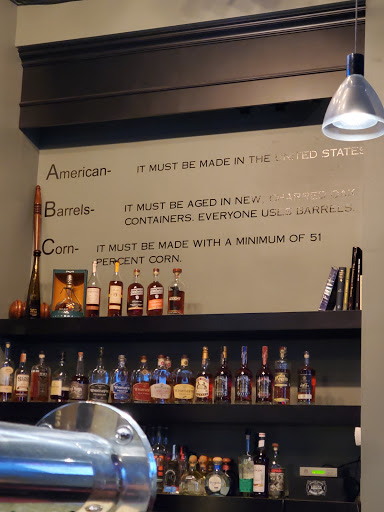 American- IT MUST BE MADE IN THE UNITED STATES
Barrels- IT MUST BE AGED IN NEW, CHARRED OAK
CONTAINERS. EVERYONE USES BARRELS.
Corn- IT MUST BE MADE WITH A MINIMUM OF 51
PERCENT CORN.